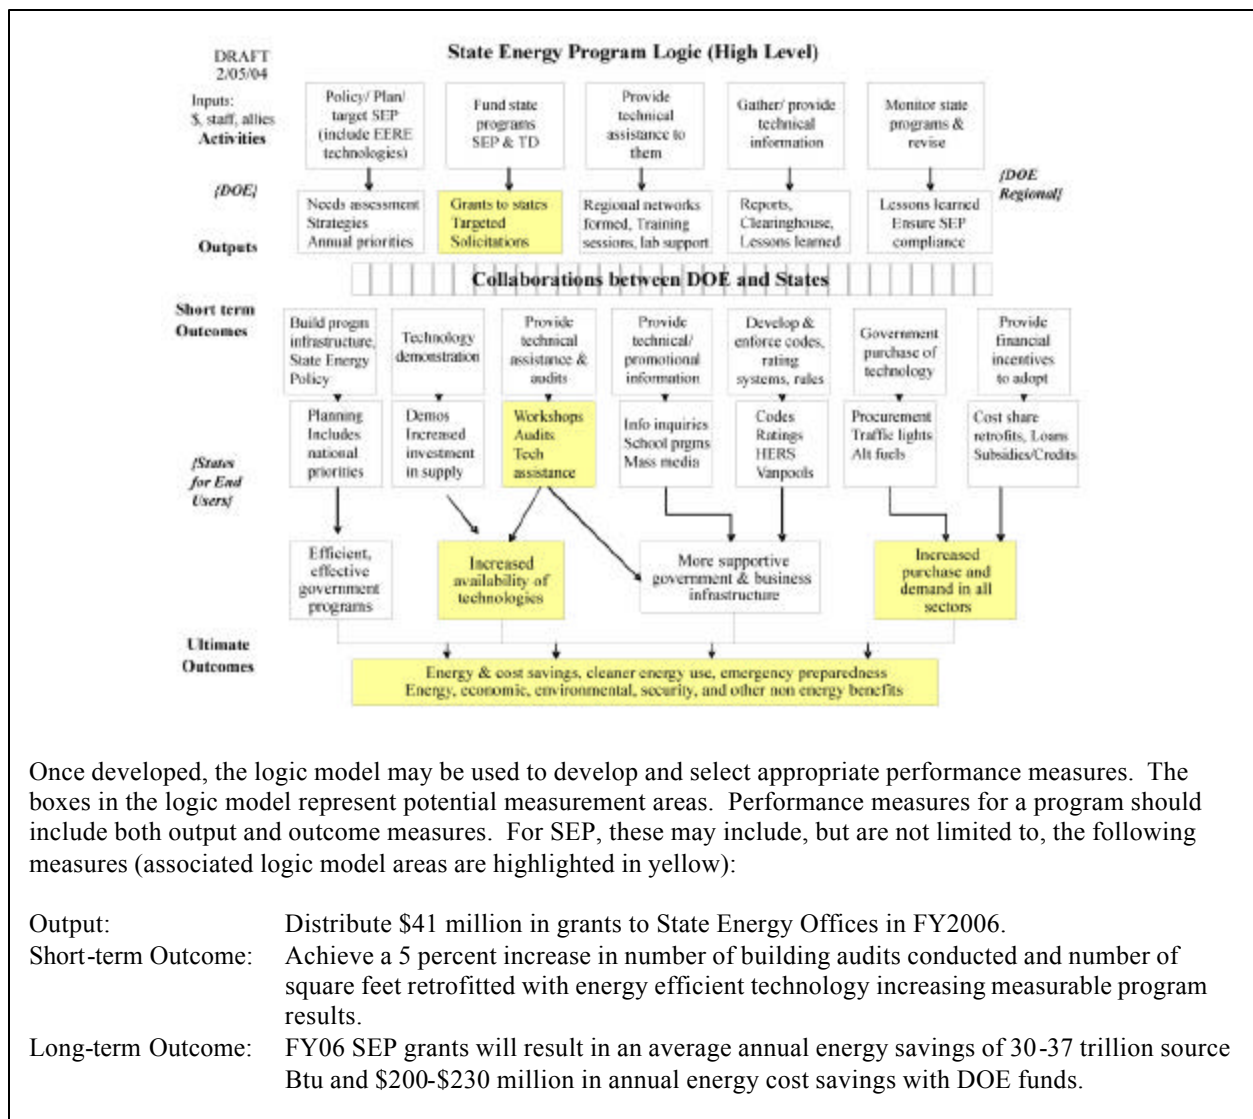 State Energy Program Logic (High Level)
DRAFT
2/05/04
Inputs:
$, staff, allies
Activities
Policy/ Plan/
target SEP
(include EERE
technologies)
Fund state
programs
SEP & TD
Provide
technical
assistance to
them
Gather/ provide
technical
information
Monitor state
programs &
revise
{DOE}
{DOE
Regional}
Outputs
Needs assessment
Strategies
Annual priorities
Grants to states
Targeted
Solicitations
Regional networks
formed, Training
sessions, lab support
Reports,
Clearinghouse,
Lessons learned
Lessons learned
Ensure SEP
compliance
Collaborations between DOE and States
Short term
Outcomes
Build progm
infrastructure,
State Energy
Policy
Technology
demonstration
Provide
technical
assistance &
audits
Provide
technical/
promotional
information
Develop &
enforce codes,
rating
systems, rules
Government
purchase of
technology
Provide
financial
incentives
to adopt
{States
for End
Users}
Planning
Includes
national
priorities
Demos
Increased
investment
in supply
Workshops
Audits
Tech
assistance
Info inquiries
School prgms
Mass media
Codes
Ratings
HERS
Vanpools
Procurement
Traffic lights
Alt fuels
Cost share
retrofits, Loans
Subsidies/Credits
Efficient,
effective
government
programs
Increased
availability of
technologies
More supportive
government & business
infrastructure
Increased
purchase and
demand in all
sectors
Ultimate
Outcomes
Energy & cost savings, cleaner energy use, emergency preparedness
Energy, economic, environmental, security, and other non energy benefits
Once developed, the logic model may be used to develop and select appropriate performance measures. The
boxes in the logic model represent potential measurement areas. Performance measures for a program should
include both output and outcome measures. For SEP, these may include, but are not limited to, the following
measures (associated logic model areas are highlighted in yellow):
Output: Distribute $41 million in grants to State Energy Offices in FY2006.
Short-term Outcome: Achieve a 5 percent increase in number of building audits conducted and number of
square feet retrofitted with energy efficient technology increasing measurable program
results.
Long-term Outcome: FY06 SEP grants will result in an average annual energy savings of 30-37 trillion source
Btu and $200-$230 million in annual energy cost savings with DOE funds.